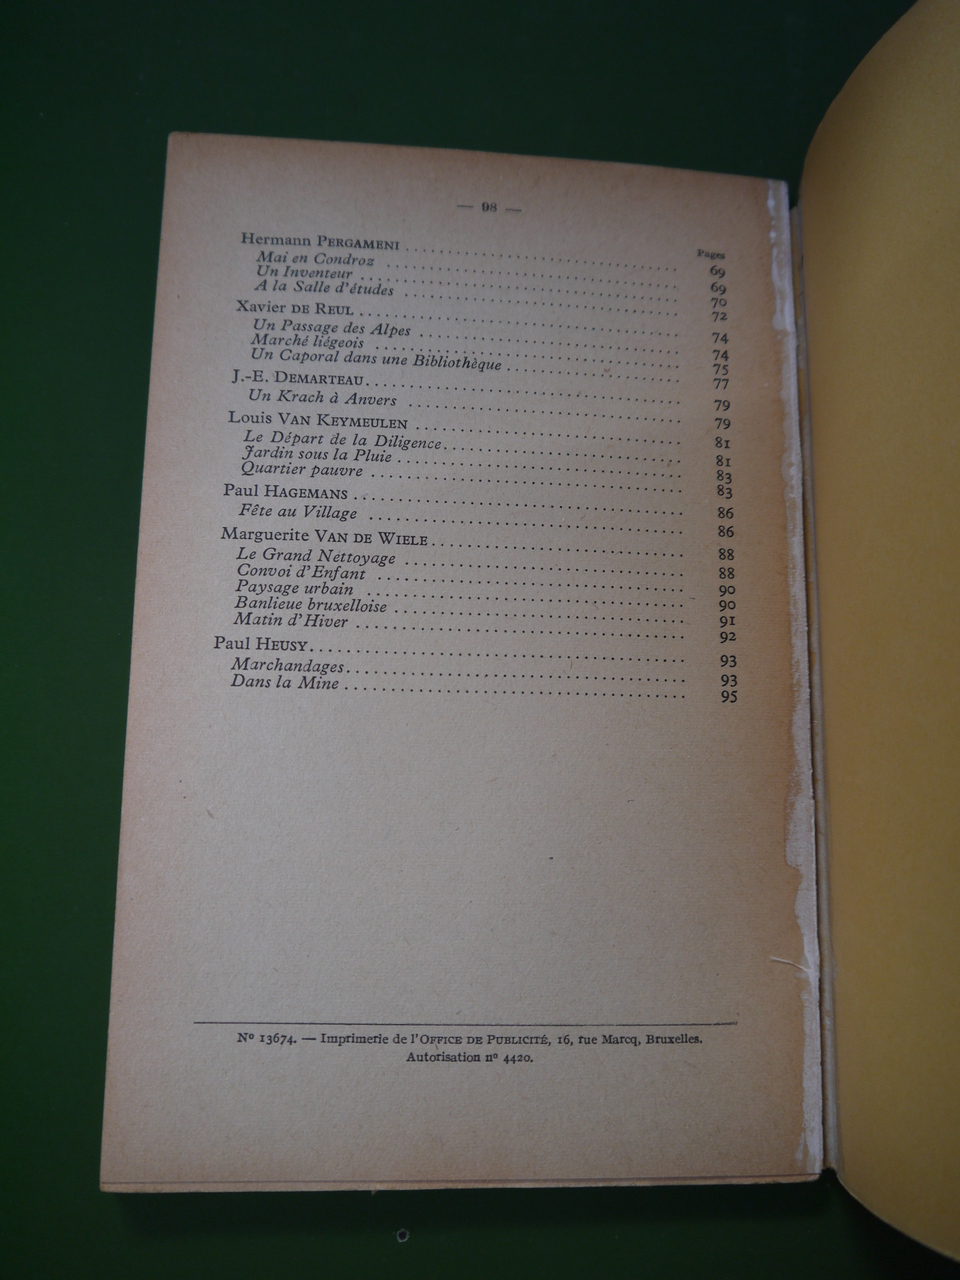 — 98 —
Pages
Hermann PERGAMENI .................... 69
Mai en Condroz .................... 69
Un Inventeur .................... 70
A la Salle d'études .................... 72
Xavier DE REUL .................... 74
Un Passage des Alpes .................... 74
Marché liégeois .................... 75
Un Caporal dans une Bibliothèque .................... 77
J.-E. DEMARTEAU .................... 79
Un Krach à Anvers .................... 79
Louis VAN KEYMEULEN .................... 81
Le Départ de la Diligence .................... 81
Jardin sous la Pluie .................... 83
Quartier pauvre .................... 83
Paul HAGEMANS .................... 86
Fête au Village .................... 86
Marguerite VAN DE WIELE .................... 88
Le Grand Nettoyage .................... 88
Convoi d'Enfant .................... 90
Paysage urbain .................... 90
Banlieue bruxelloise .................... 91
Matin d'Hiver .................... 92
Paul HEUSY .................... 93
Marchandages .................... 93
Dans la Mine .................... 95
Nº 13674. — Imprimerie de l'OFFICE DE PUBLICITÉ, 16, rue Marcq, Bruxelles.
Autorisation nº 4420.